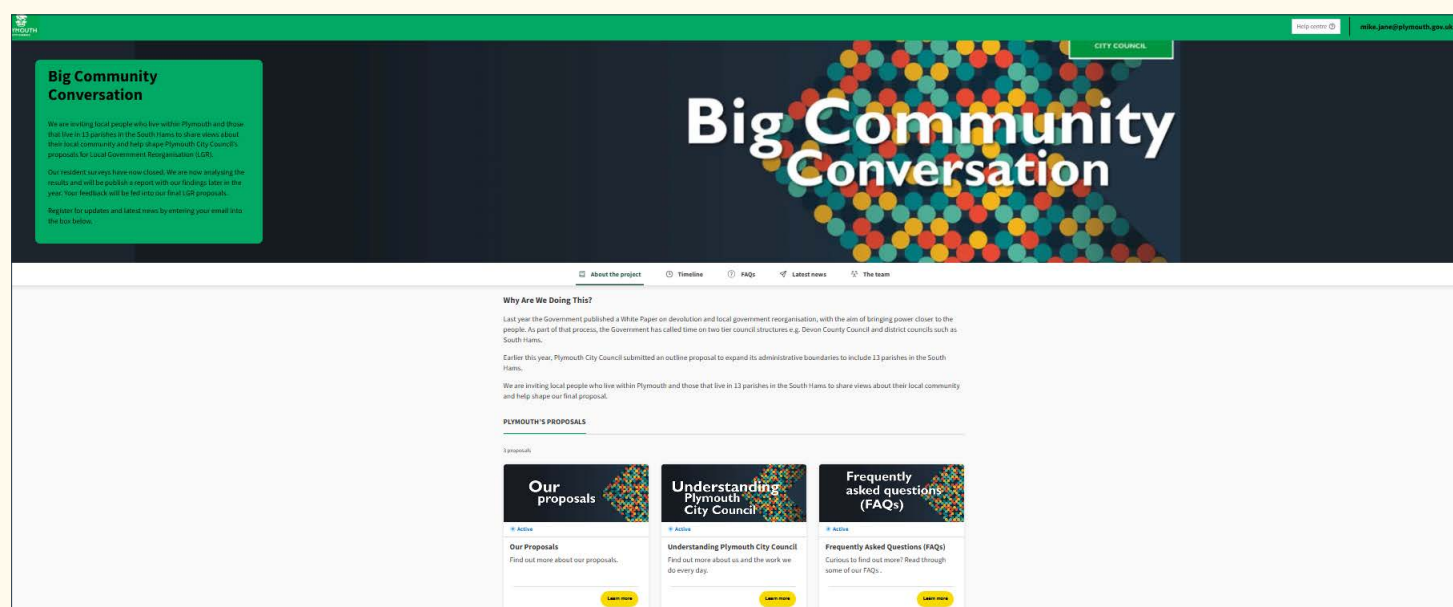 YMOUTH
Help centre
mike.jane@plymouth.gov.uk
CITY COUNCIL
Big Community
Conversation
We are inviting local people who live within Plymouth and those
that live in 13 parishes in the South Hams to share views about
their local community and help shape Plymouth City Council's
proposals for Local Government Reorganisation (LGR).
Our resident surveys have now closed. We are now analysing the
results and will be publish a report with our findings later in the
year. Your feedback will be fed into our final LGR proposals.
Register for updates and latest news by entering your email into
the box below.
Big Community
Conversation
About the project
Timeline
FAQs
Latest news
The team
Why Are We Doing This?
Last year the Government published a White Paper on devolution and local government reorganisation, with the aim of bringing power closer to the
people. As part of that process, the Government has called time on two tier council structures e.g. Devon County Council and district councils such as
South Hams.
Earlier this year, Plymouth City Council submitted an outline proposal to expand its administrative boundaries to include 13 parishes in the South
Hams.
We are inviting local people who live within Plymouth and those that live in 13 parishes in the South Hams to share views about their local community
and help shape our final proposal.
PLYMOUTH'S PROPOSALS
3 proposals
Our
proposals
Active
Our Proposals
Find out more about our proposals.
Learn more
Understanding
Plymouth
City Council
Active
Understanding Plymouth City Council
Find out more about us and the work we
do every day.
Learn more
Frequently
asked questions
(FAQs)
Active
Frequently Asked Questions (FAQs)
Curious to find out more? Read through
some of our FAQs .
Learn more